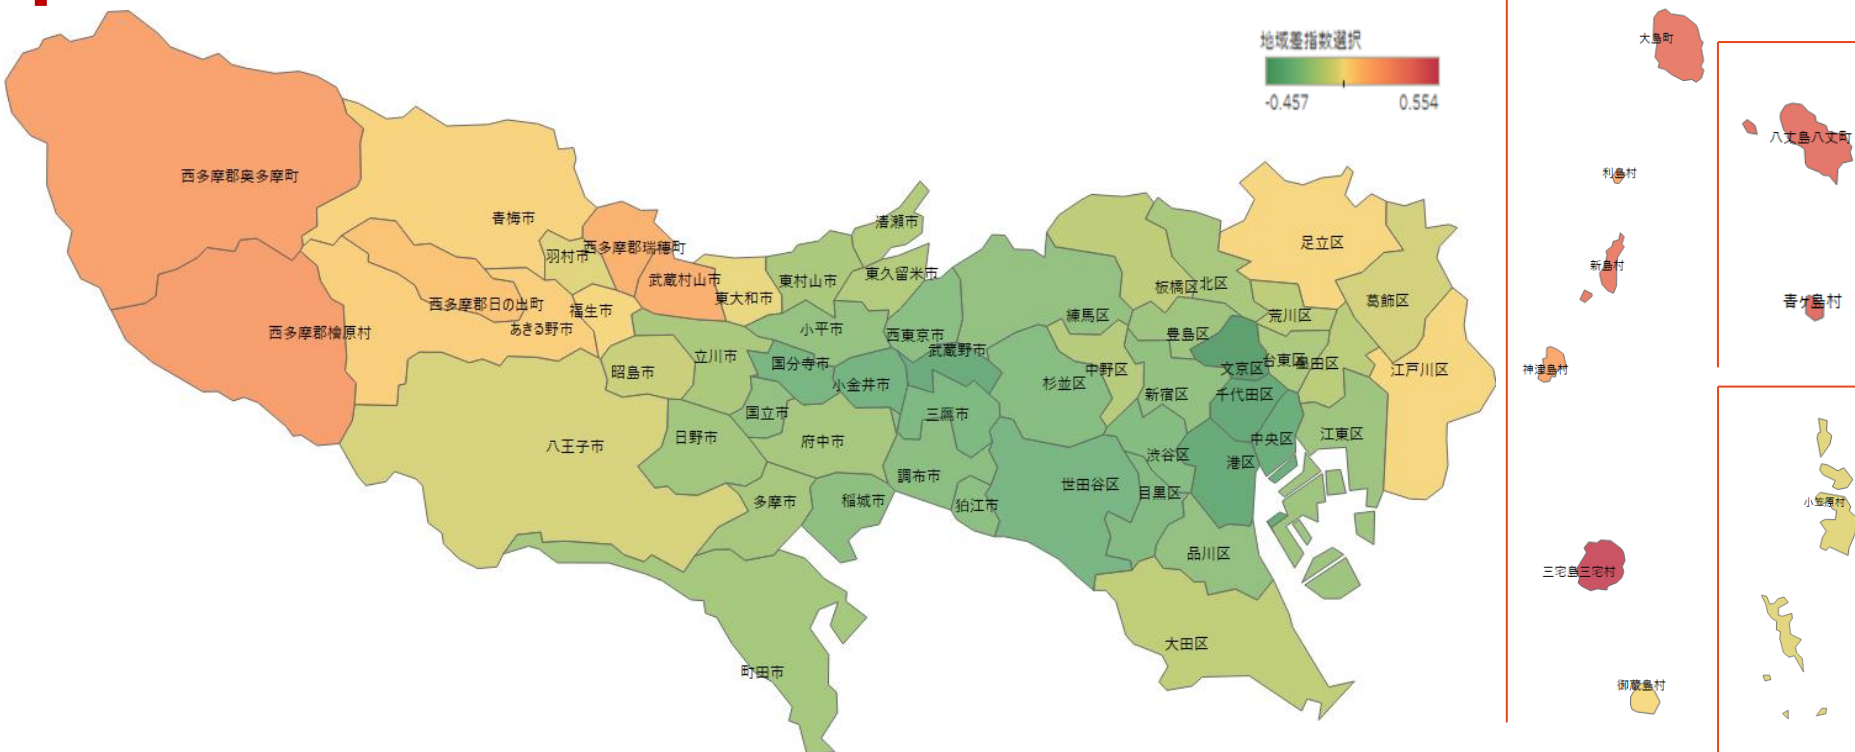 地域差指数選択
-0.457
0.554
西多摩郡奥多摩町
青梅市
羽村市
西多摩郡瑞穂町
武蔵村山市
東大和市
東村山市
清瀬市
東久留米市
西多摩郡日の出町
福生市
あきる野市
西多摩郡檜原村
昭島市
立川市
小平市
西東京市
国分寺市
小金井市
武蔵野市
三鷹市
国立市
日野市
府中市
八王子市
多摩市
稲城市
調布市
狛江市
町田市
足立区
板橋区
北区
葛飾区
荒川区
練馬区
豊島区
文京区
台東区
墨田区
江戸川区
杉並区
中野区
新宿区
千代田区
中央区
江東区
渋谷区
港区
世田谷区
目黒区
品川区
大田区
大島町
利島村
新島村
神津島村
三宅島三宅村
御蔵島村
八丈島八丈町
青ケ島村
小笠原村